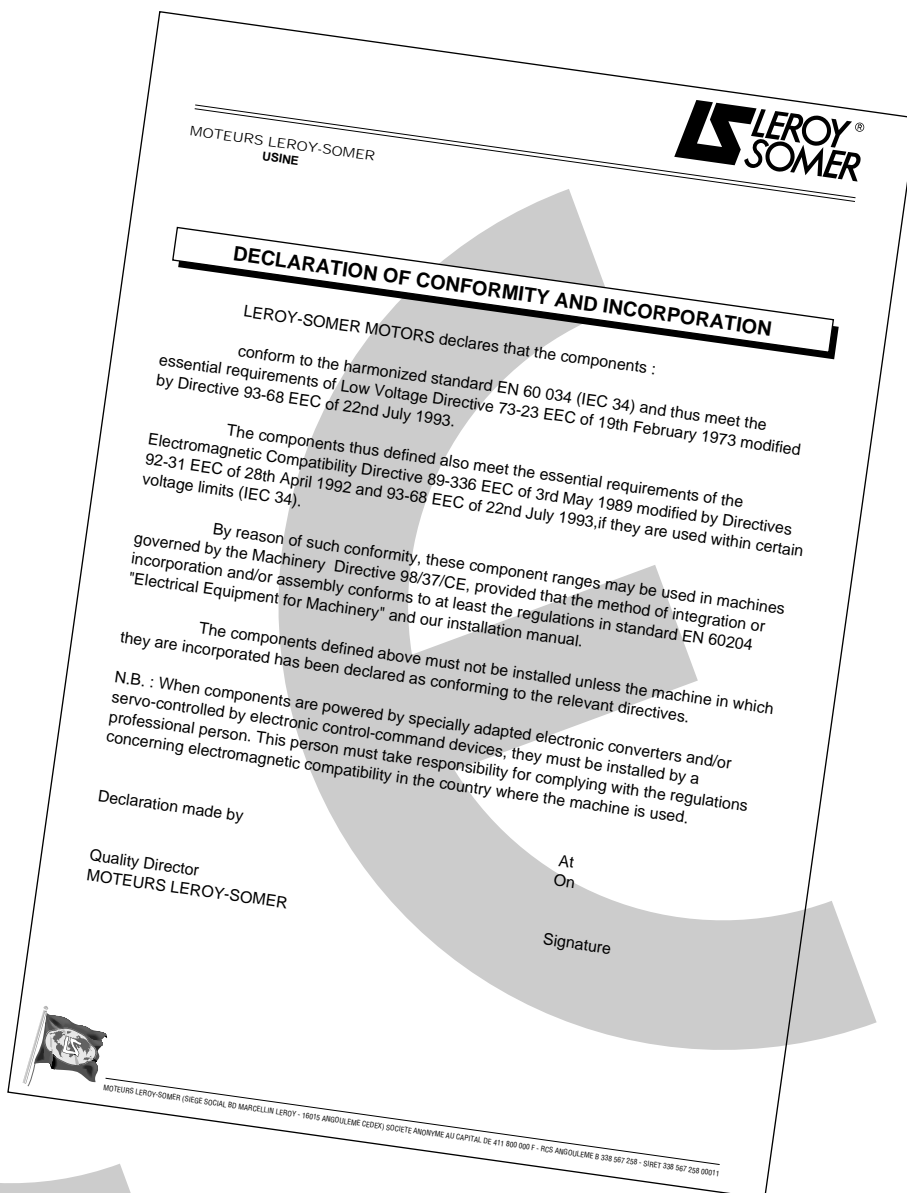 LEROY®
SOMER
MOTEURS LEROY-SOMER
USINE
DECLARATION OF CONFORMITY AND INCORPORATION
LEROY-SOMER MOTORS declares that the components :
conform to the harmonized standard EN 60 034 (IEC 34) and thus meet the
essential requirements of Low Voltage Directive 73-23 EEC of 19th February 1973 modified
by Directive 93-68 EEC of 22nd July 1993.
The components thus defined also meet the essential requirements of the
Electromagnetic Compatibility Directive 89-336 EEC of 3rd May 1989 modified by Directives
92-31 EEC of 28th April 1992 and 93-68 EEC of 22nd July 1993,if they are used within certain
voltage limits (IEC 34).
By reason of such conformity, these component ranges may be used in machines
governed by the Machinery Directive 98/37/CE, provided that the method of integration or
incorporation and/or assembly conforms to at least the regulations in standard EN 60204
"Electrical Equipment for Machinery" and our installation manual.
The components defined above must not be installed unless the machine in which
they are incorporated has been declared as conforming to the relevant directives.
N.B. : When components are powered by specially adapted electronic converters and/or
servo-controlled by electronic control-command devices, they must be installed by a
professional person. This person must take responsibility for complying with the regulations
concerning electromagnetic compatibility in the country where the machine is used.
Declaration made by
At
On
Quality Director
MOTEURS LEROY-SOMER
Signature
MOTEURS LEROY-SOMER (SIEGE SOCIAL BD MARCELLIN LEROY - 16015 ANGOULEME CEDEX) SOCIETE ANONYME AU CAPITAL DE 411 800 000 F - RCS ANGOULEME B 338 567 258 - SIRET 338 567 258 00011